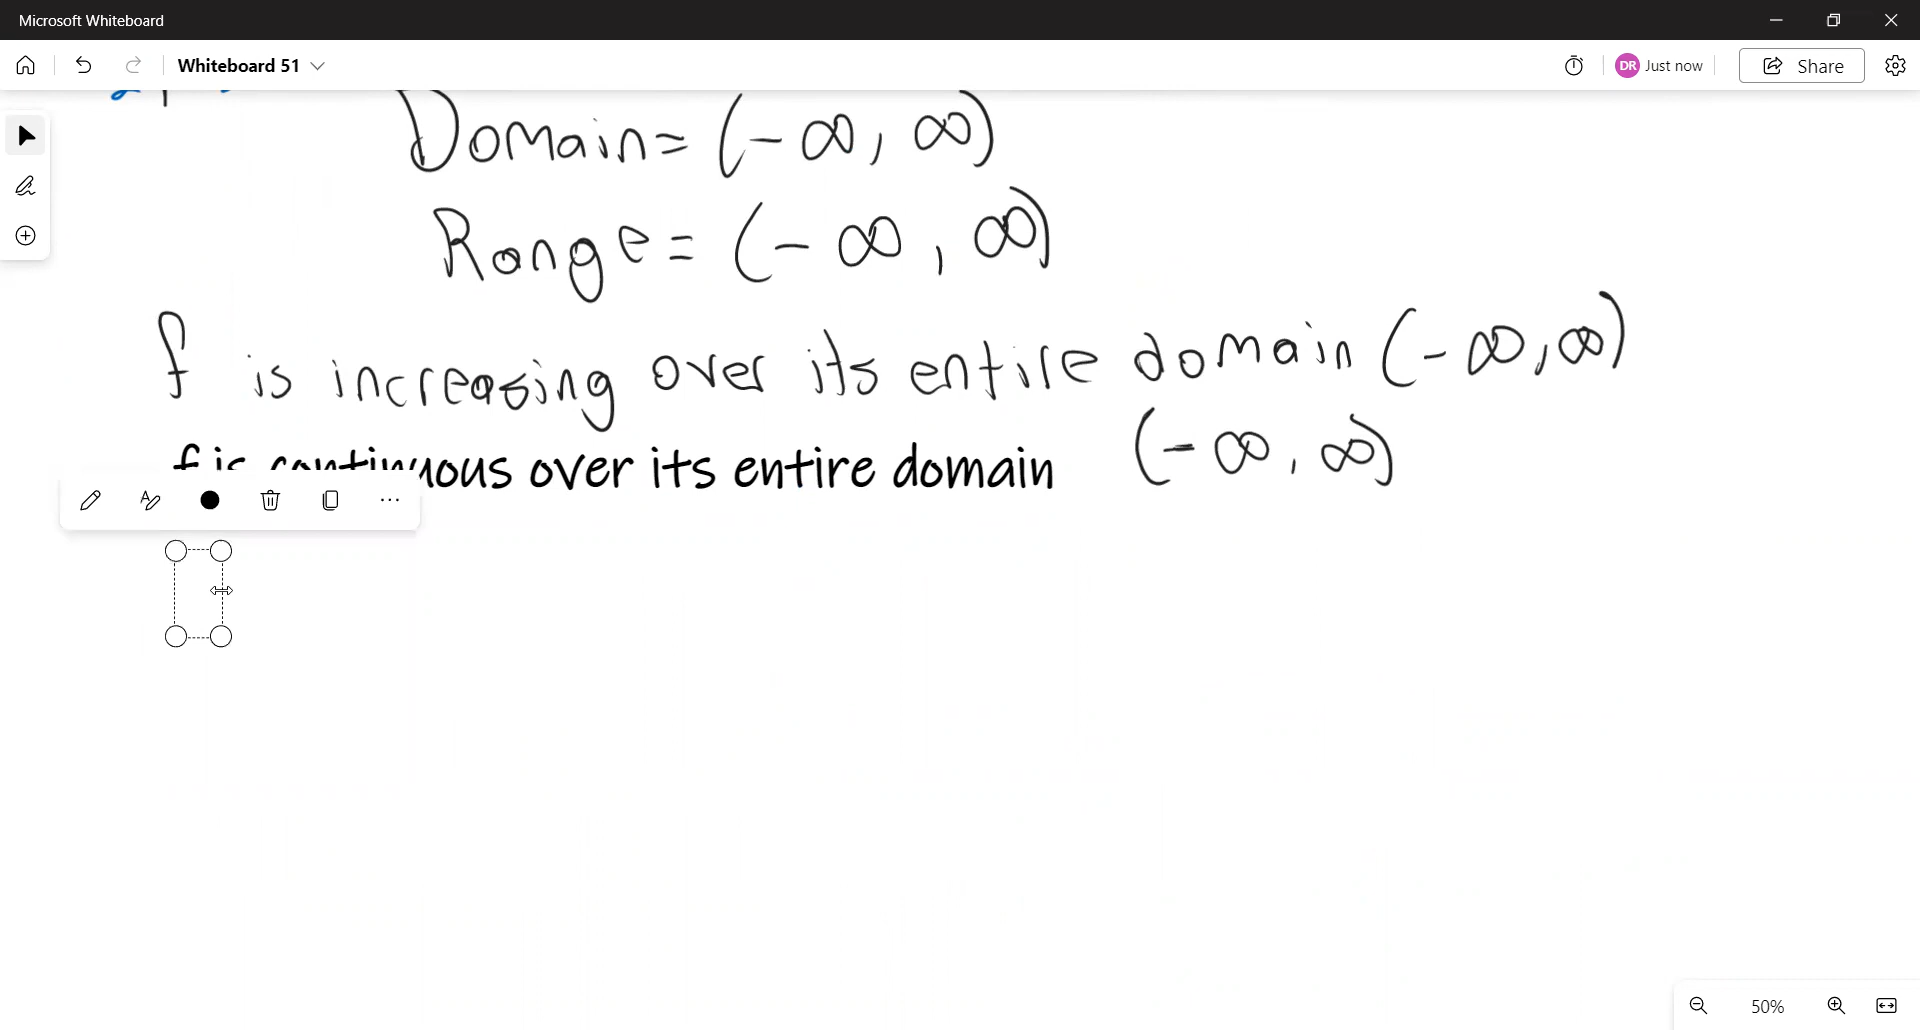 Microsoft Whiteboard
Whiteboard 51
DR Just now
Share
Domain= (-∞, ∞)
Range= (-∞, ∞)
f is increasing over its entire domain (-∞,∞)
f is continuous over its entire domain (-∞, ∞)
50%